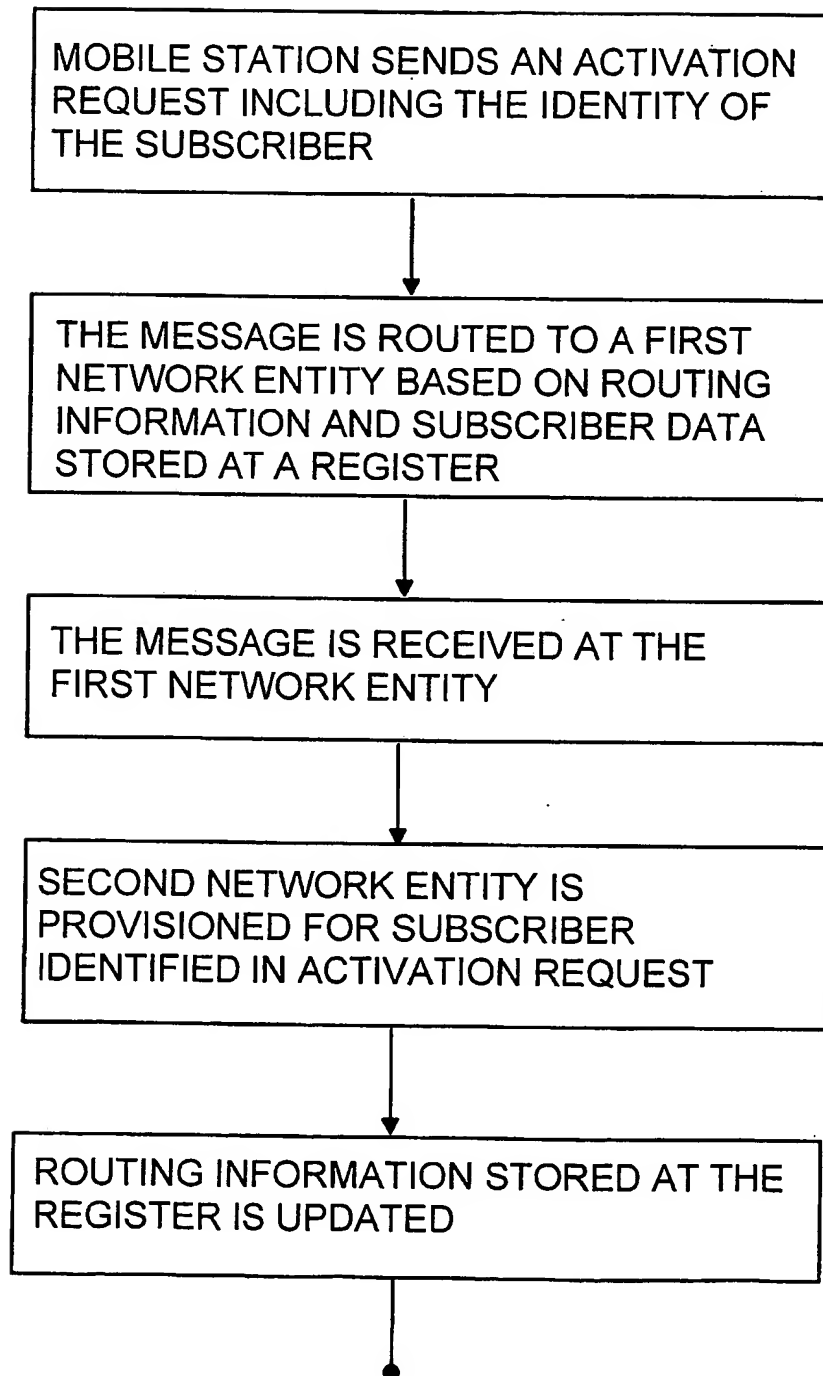 MOBILE STATION SENDS AN ACTIVATION
REQUEST INCLUDING THE IDENTITY OF
THE SUBSCRIBER
THE MESSAGE IS ROUTED TO A FIRST
NETWORK ENTITY BASED ON ROUTING
INFORMATION AND SUBSCRIBER DATA
STORED AT A REGISTER
THE MESSAGE IS RECEIVED AT THE
FIRST NETWORK ENTITY
SECOND NETWORK ENTITY IS
PROVISIONED FOR SUBSCRIBER
IDENTIFIED IN ACTIVATION REQUEST
ROUTING INFORMATION STORED AT THE
REGISTER IS UPDATED